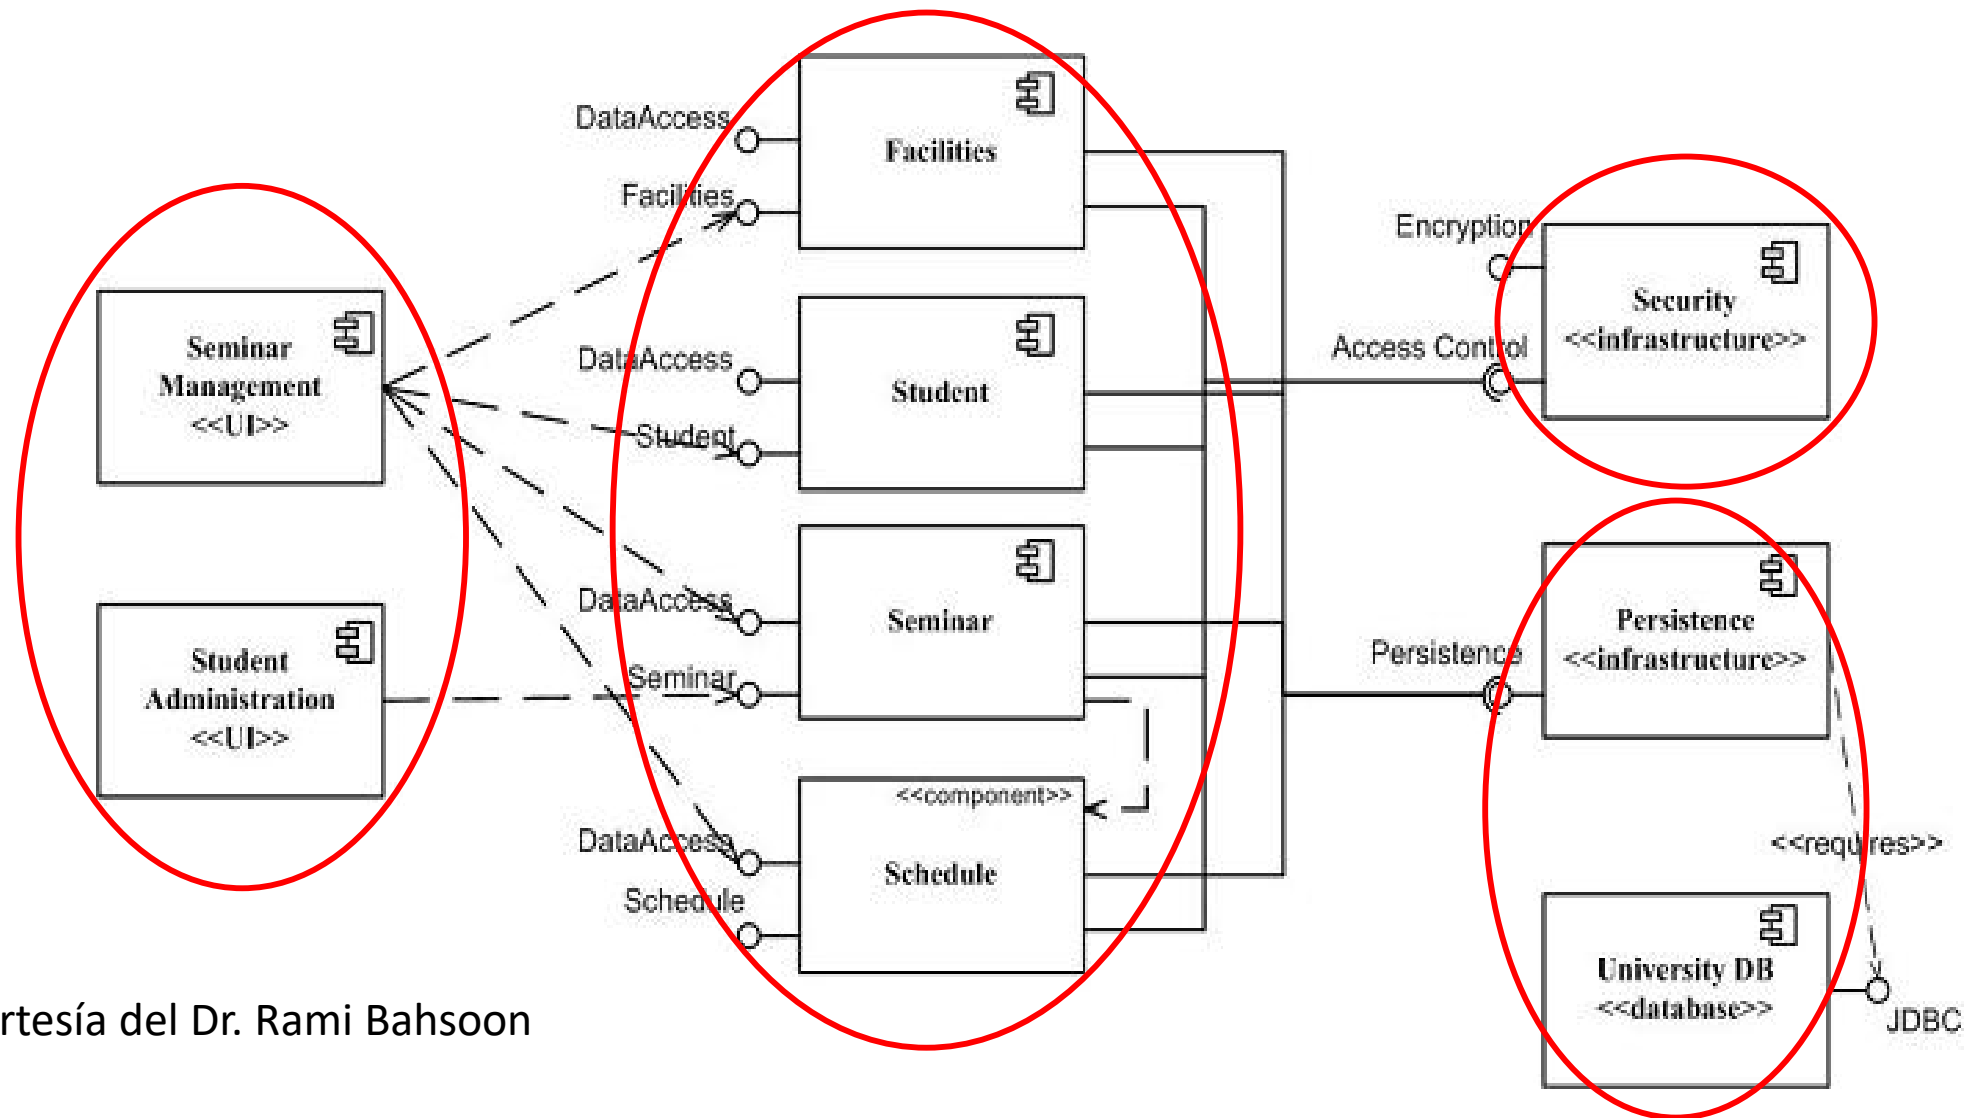 DataAccess
Facilities
Facilities
Encryption
Security
<<infrastructure>>
Access Control
Seminar
Management
<<UI>>
DataAccess
Student
Student
DataAccess
Seminar
Seminar
Student
Administration
<<UI>>
Persistence
Persistence
<<infrastructure>>
<<component>>
DataAccess
Schedule
Schedule
<<requires>>
University DB
<<database>>
JDBC
rtesía del Dr. Rami Bahsoon